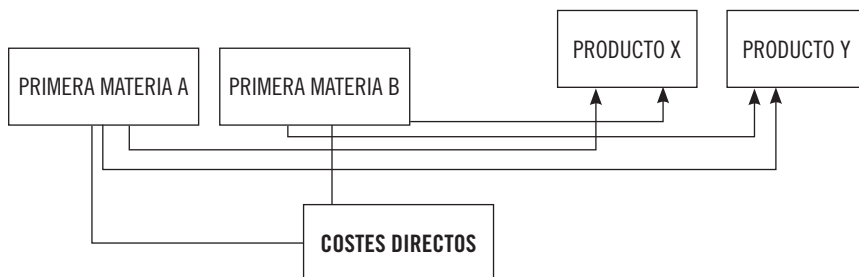 PRODUCTO X
PRODUCTO Y
PRIMERA MATERIA A
PRIMERA MATERIA B
COSTES DIRECTOS